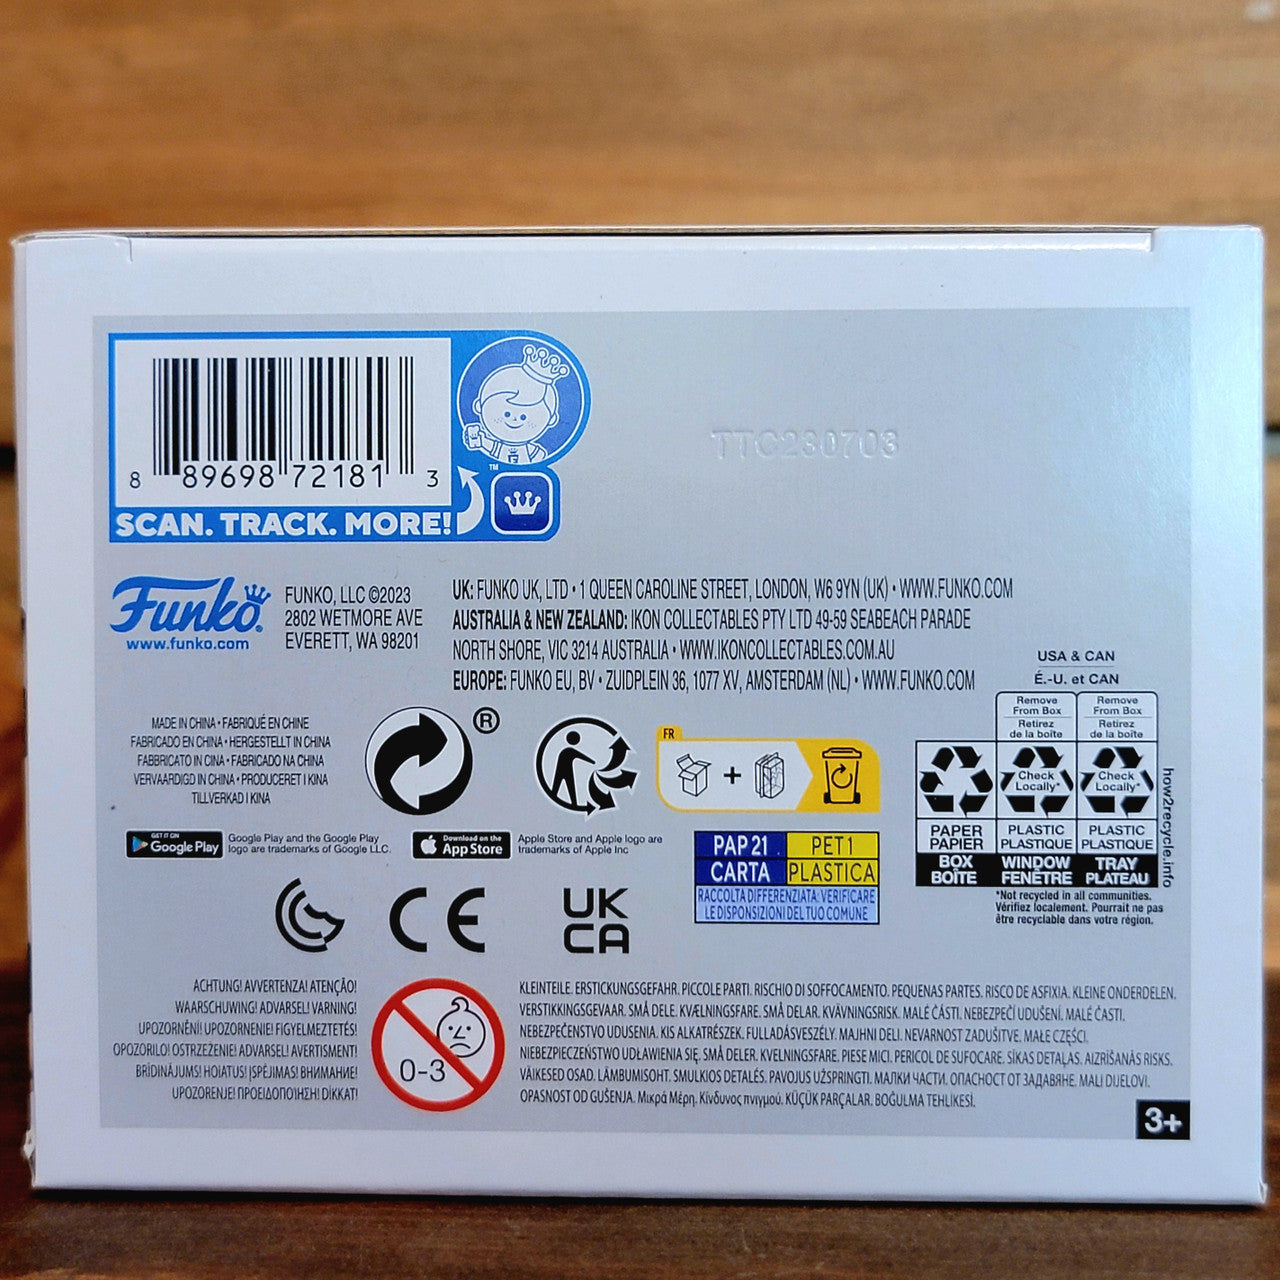 8 89698 72181 3
™
SCAN. TRACK. MORE!
TTC230703
Funko®
www.funko.com
FUNKO, LLC ©2023
2802 WETMORE AVE
EVERETT, WA 98201
UK: FUNKO UK, LTD • 1 QUEEN CAROLINE STREET, LONDON, W6 9YN (UK) • WWW.FUNKO.COM
AUSTRALIA & NEW ZEALAND: IKON COLLECTABLES PTY LTD 49-59 SEABEACH PARADE
NORTH SHORE, VIC 3214 AUSTRALIA • WWW.IKONCOLLECTABLES.COM.AU
EUROPE: FUNKO EU, BV • ZUIDPLEIN 36, 1077 XV, AMSTERDAM (NL) • WWW.FUNKO.COM
MADE IN CHINA • FABRIQUÉ EN CHINE
FABRICADO EN CHINA • HERGESTELLT IN CHINA
FABBRICATO IN CINA • FABRICADO NA CHINA
VERVAARDIGD IN CHINA • PRODUCERET I KINA
TILLVERKAD I KINA
®
FR
+
USA & CAN
É.-U. et CAN
Remove
From Box
Retirez
de la boîte
Remove
From Box
Retirez
de la boîte
Check
Locally*
Check
Locally*
PAPER
PAPIER
BOX
BOÎTE
PLASTIC
PLASTIQUE
WINDOW
FENÊTRE
PLASTIC
PLASTIQUE
TRAY
PLATEAU
how2recycle.info
*Not recycled in all communities.
Vérifiez localement. Pourrait ne pas
être recyclable dans votre région.
GET IT ON
Google Play
Google Play and the Google Play
logo are trademarks of Google LLC.
Download on the
App Store
Apple Store and Apple logo are
trademarks of Apple Inc
PAP 21
CARTA
PET 1
PLASTICA
RACCOLTA DIFFERENZIATA: VERIFICARE
LE DISPOSIZIONI DEL TUO COMUNE
CE
UK
CA
ACHTUNG! AVVERTENZA! ATENÇÃO!
WAARSCHUWING! ADVARSEL! VARNING!
UPOZORNĚNÍ! UPOZORNENIE! FIGYELMEZTETÉS!
OPOZORILO! OSTRZEŻENIE! ADVARSEL! AVERTISMENT!
BRĪDINĀJUMS! HOIATUS! ĮSPĖJIMAS! ВНИМАНИЕ!
UPOZORENJE! ΠΡΟΕΙΔΟΠΟΙΗΣΗ! DİKKAT!
0-3
KLEINTEILE. ERSTICKUNGSGEFAHR. PICCOLE PARTI. RISCHIO DI SOFFOCAMENTO. PEQUENAS PARTES. RISCO DE ASFIXIA. KLEINE ONDERDELEN.
VERSTIKKINGSGEVAAR. SMÅ DELE. KVÆLNINGSFARE. SMÅ DELAR. KVÄVNINGSRISK. MALÉ ČÁSTI. NEBEZPEČÍ UDUŠENÍ. MALÉ ČASTI.
NEBEZPEČENSTVO UDUSENIA. KIS ALKATRÉSZEK. FULLADÁSVESZÉLY. MAJHNI DELI. NEVARNOST ZADUŠITVE. MAŁE CZĘŚCI.
NIEBEZPIECZEŃSTWO UDŁAWIENIA SIĘ. SMÅ DELER. KVELNINGSFARE. PIESE MICI. PERICOL DE SUFOCARE. SĪKAS DETAĻAS. AIZRĪŠANĀS RISKS.
VÄIKESED OSAD. LÄMBUMISOHT. SMULKIOS DETALĖS. PAVOJUS UŽSPRINGTI. МАЛКИ ЧАСТИ. ОПАСНОСТ ОТ ЗАДАВЯНЕ. MALI DIJELOVI.
OPASNOST OD GUŠENJA. Μικρά Μέρη. Κίνδυνος πνιγμού. KÜÇÜK PARÇALAR. BOĞULMA TEHLİKESİ.
3+